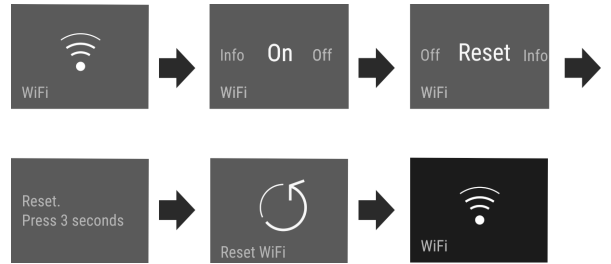 WiFi
Info On Off
WiFi
Off Reset Info
WiFi
Reset.
Press 3 seconds
Reset WiFi
WiFi